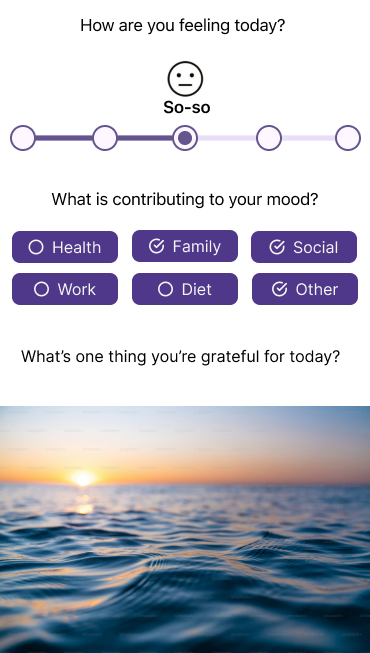 How are you feeling today?
So-so
What is contributing to your mood?
Health Family Social
Work Diet Other
What's one thing you're grateful for today?